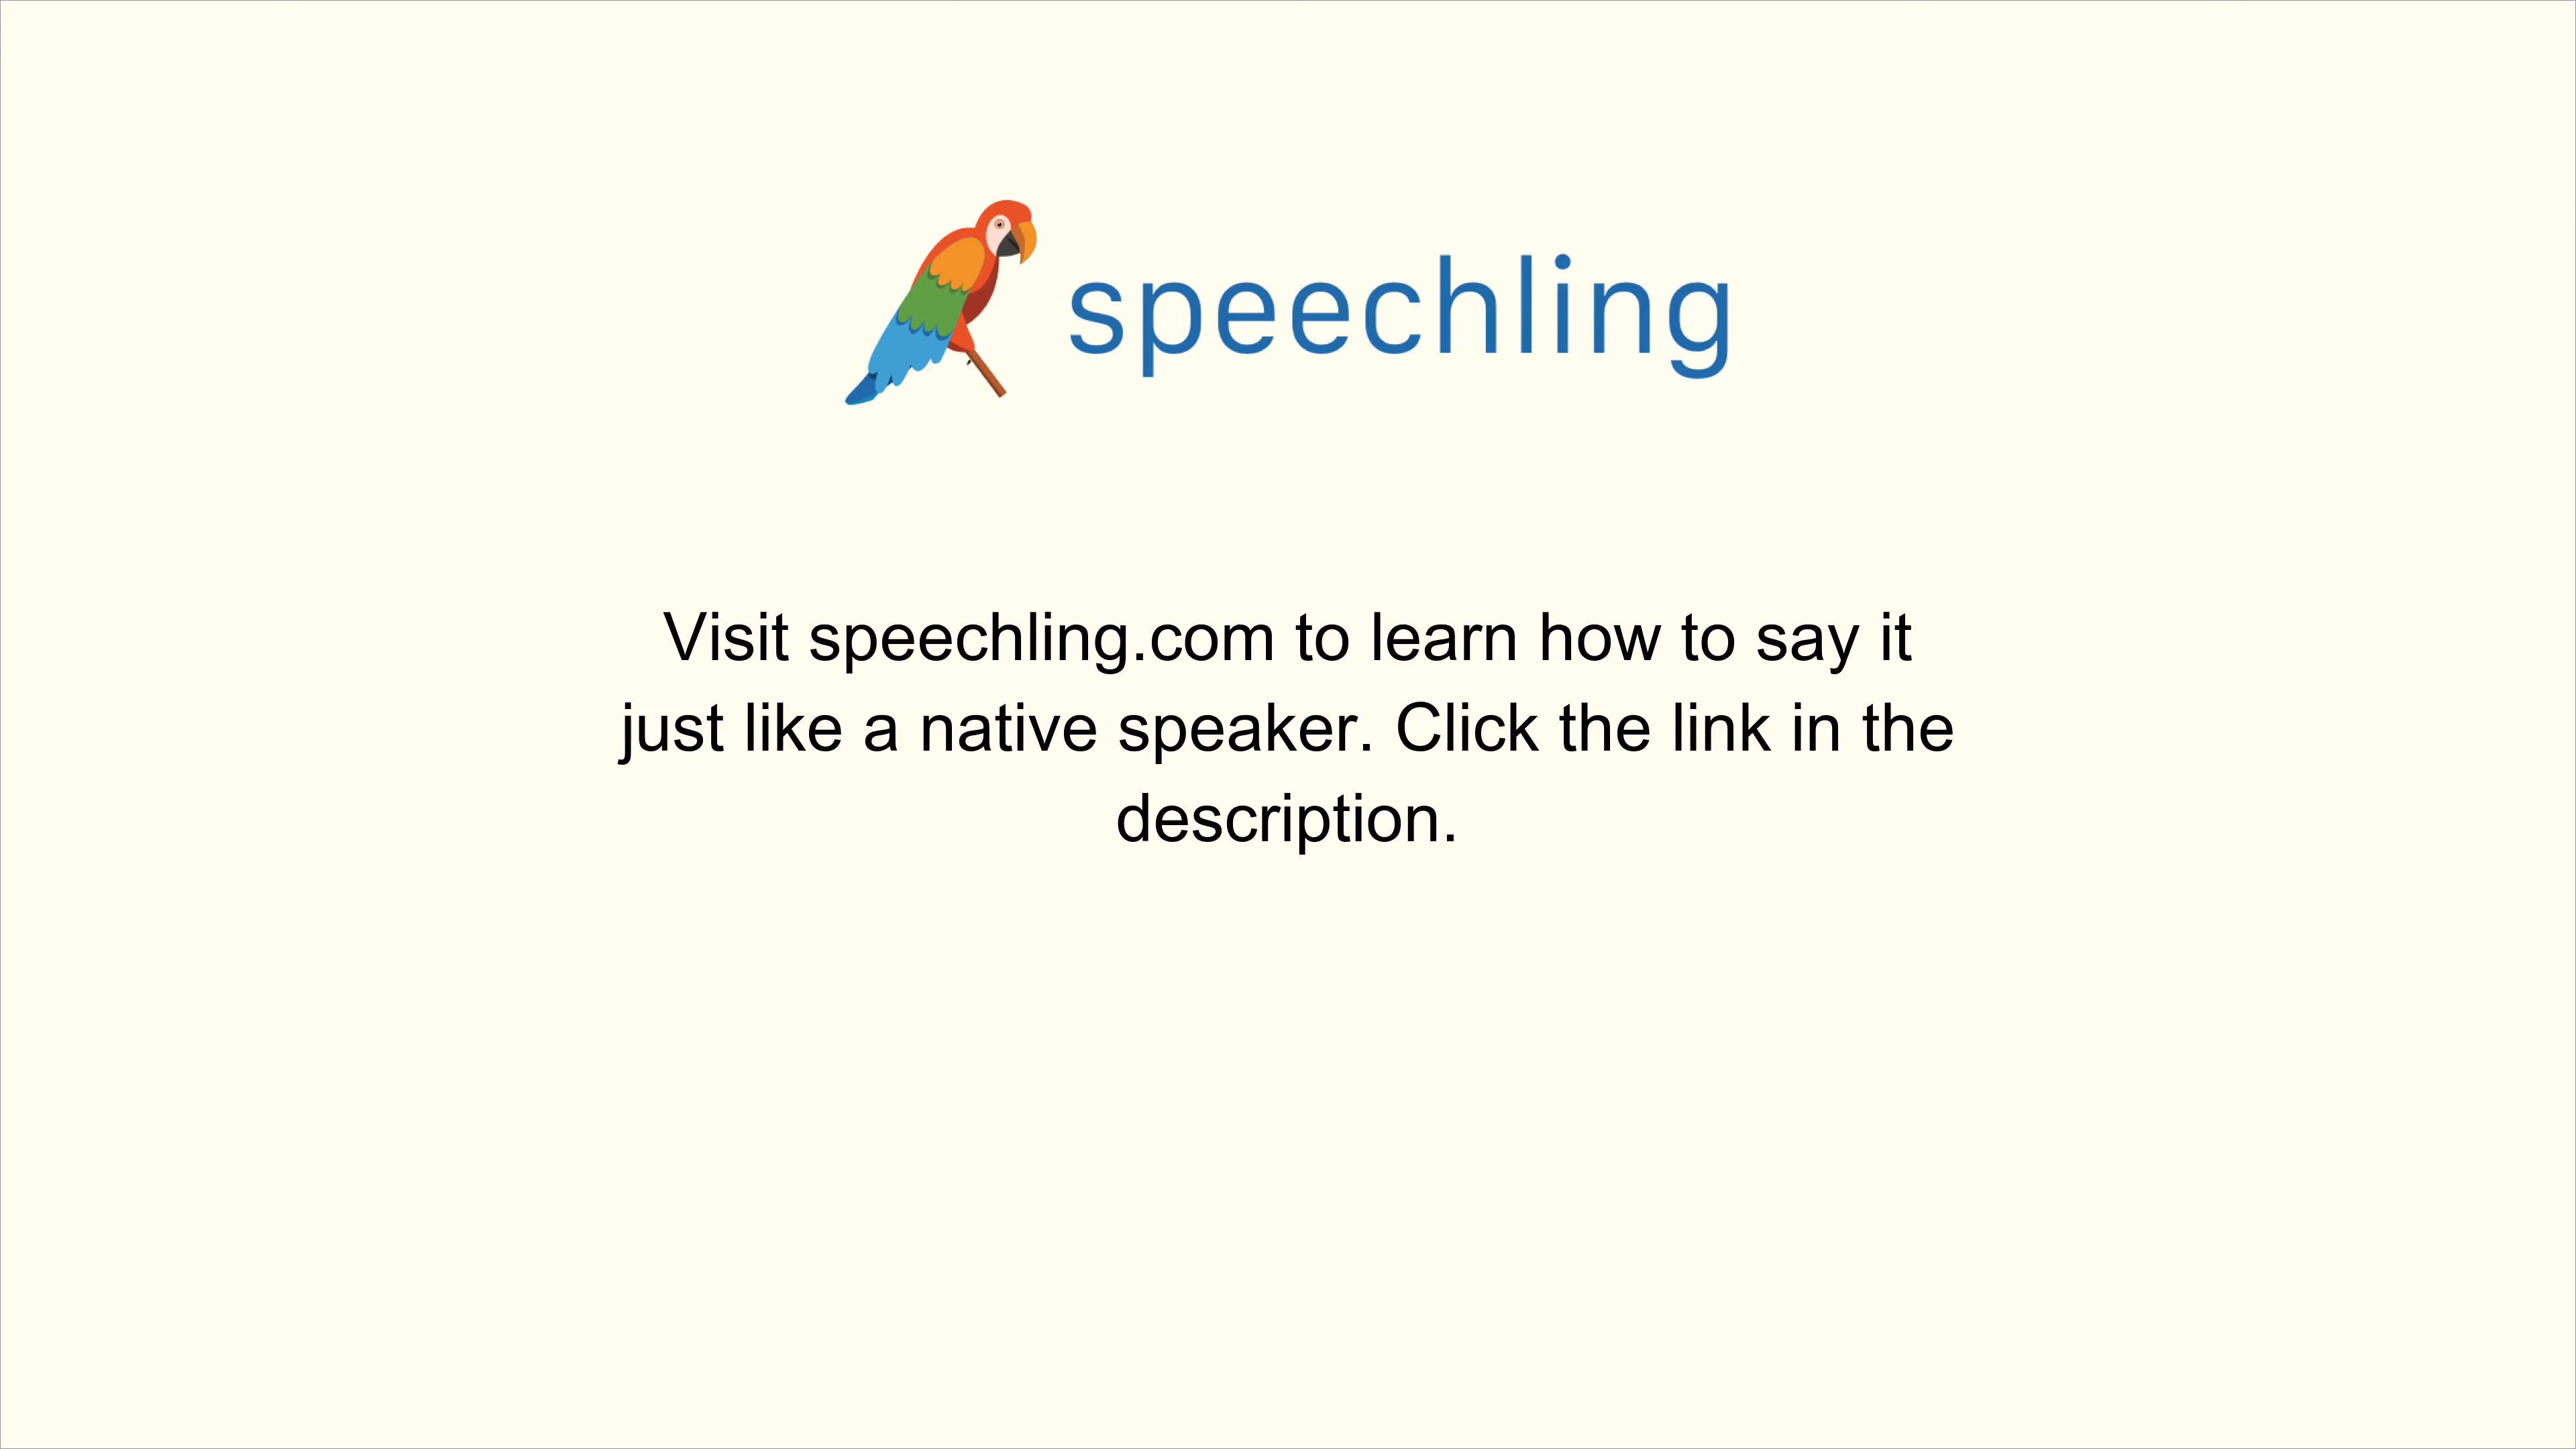 speechling
Visit speechling.com to learn how to say it
just like a native speaker. Click the link in the
description.